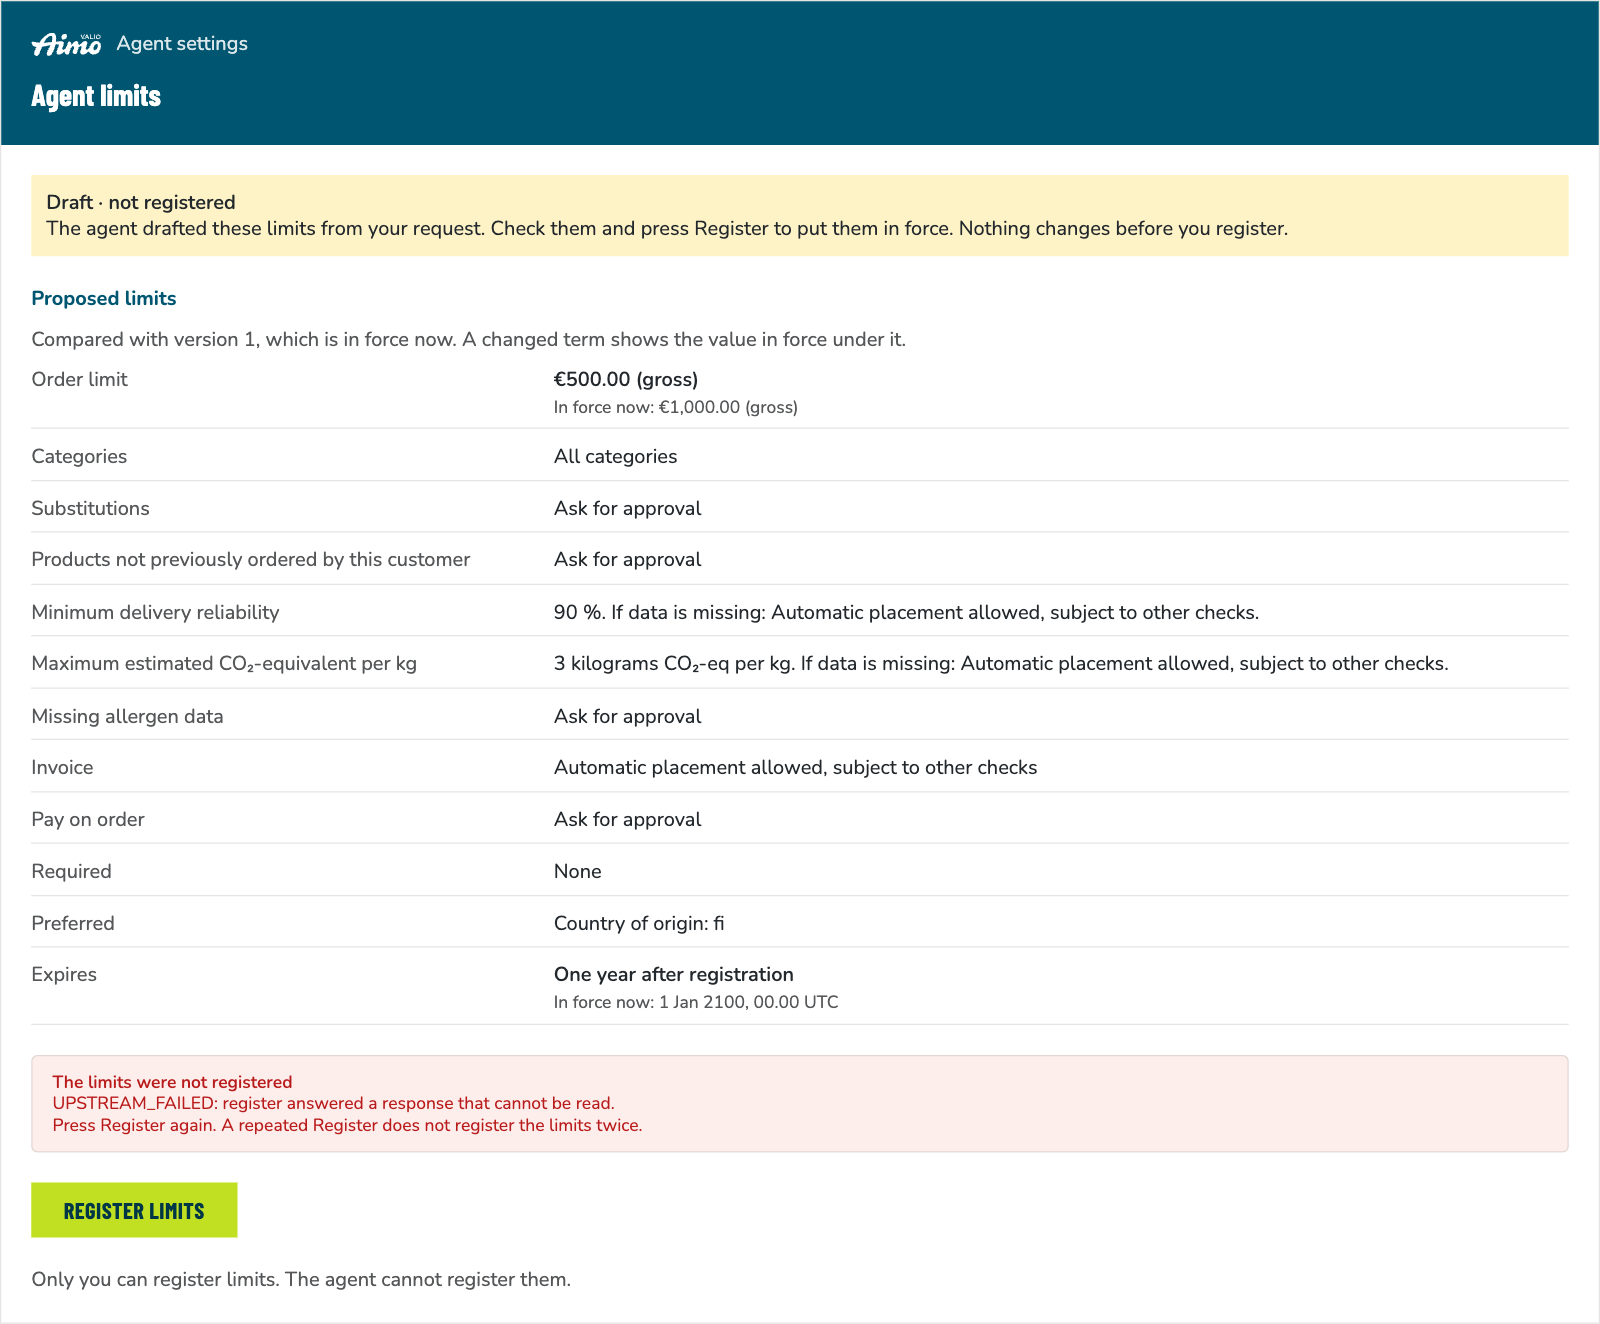 Aimo VALIO Agent settings
Agent limits
Draft · not registered
The agent drafted these limits from your request. Check them and press Register to put them in force. Nothing changes before you register.
Proposed limits
Compared with version 1, which is in force now. A changed term shows the value in force under it.
Order limit €500.00 (gross)
In force now: €1,000.00 (gross)
Categories All categories
Substitutions Ask for approval
Products not previously ordered by this customer Ask for approval
Minimum delivery reliability 90 %. If data is missing: Automatic placement allowed, subject to other checks.
Maximum estimated CO₂-equivalent per kg 3 kilograms CO₂-eq per kg. If data is missing: Automatic placement allowed, subject to other checks.
Missing allergen data Ask for approval
Invoice Automatic placement allowed, subject to other checks
Pay on order Ask for approval
Required None
Preferred Country of origin: fi
Expires One year after registration
In force now: 1 Jan 2100, 00.00 UTC
The limits were not registered
UPSTREAM_FAILED: register answered a response that cannot be read.
Press Register again. A repeated Register does not register the limits twice.
REGISTER LIMITS
Only you can register limits. The agent cannot register them.